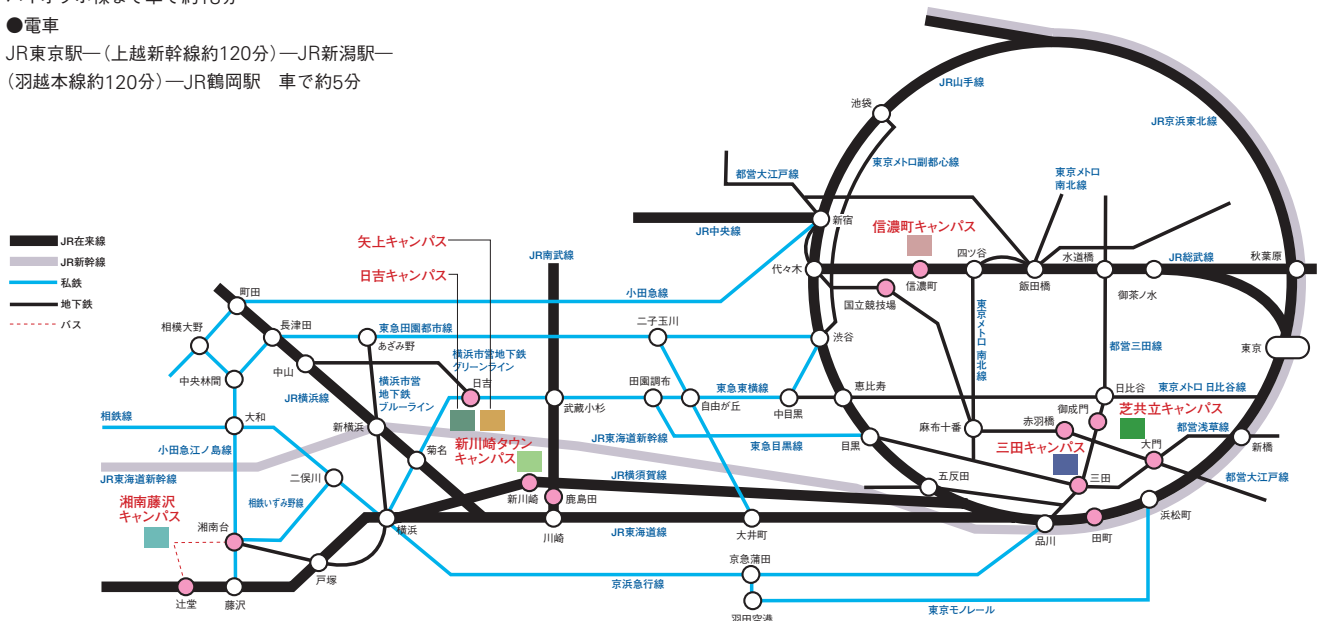 ●電車
JR東京駅―(上越新幹線約120分)―JR新潟駅―
(羽越本線約120分)―JR鶴岡駅　車で約5分
JR在来線
JR新幹線
私鉄
地下鉄
バス
JR山手線
JR京浜東北線
池袋
東京メトロ副都心線
都営大江戸線
東京メトロ
南北線
新宿
JR中央線
信濃町キャンパス
矢上キャンパス
日吉キャンパス
JR南武線
代々木
信濃町
四ツ谷
飯田橋
水道橋
御茶ノ水
JR総武線
秋葉原
国立競技場
町田
小田急線
相模大野
長津田
東急田園都市線
あざみ野
二子玉川
渋谷
東京メトロ 南北線
都営三田線
東京
中央林間
中山
横浜市営地下鉄
グリーンライン
横浜市営
地下鉄
ブルーライン
日吉
武蔵小杉
田園調布
自由が丘
東急東横線
中目黒
恵比寿
日比谷
東京メトロ 日比谷線
JR横浜線
相鉄線
大和
新横浜
小田急江ノ島線
菊名
新川崎タウン
キャンパス
JR東海道新幹線
東急目黒線
目黒
麻布十番
赤羽橋
御成門
芝共立キャンパス
都営浅草線
大門
新橋
三田キャンパス
JR東海道新幹線
二俣川
相鉄いずみ野線
新川崎
鹿島田
JR横須賀線
五反田
三田
都営大江戸線
浜松町
湘南藤沢
キャンパス
湘南台
横浜
川崎
JR東海道線
大井町
品川
田町
戸塚
京急蒲田
京浜急行線
辻堂
藤沢
羽田空港
東京モノレール